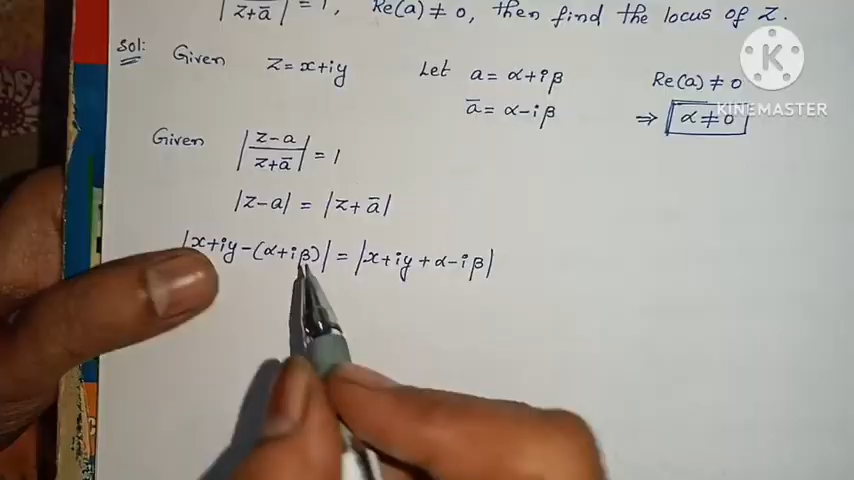 |z-a/z+ā| = 1, Re(a) ≠ 0, then find the locus of z.
Sol: Given z = x+iy Let a = α+iβ Re(a) ≠ 0
ā = α-iβ ⇒ α ≠ 0
Given |z-a/z+ā| = 1
|z-a| = |z+ā|
|x+iy-(α+iβ)| = |x+iy+α-iβ|
K
KINEMASTER